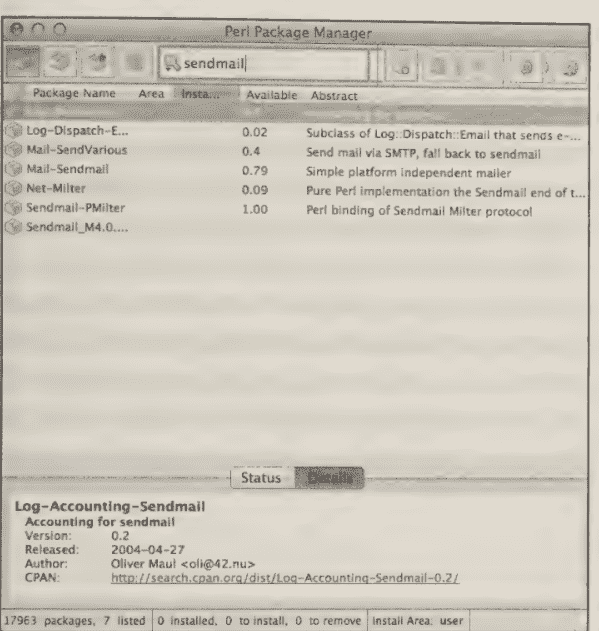 Perl Package Manager
sendmail
Package Name Area Insta... Available Abstract
Log-Dispatch-E... 0.02 Subclass of Log::Dispatch::Email that sends e-...
Mail-SendVarious 0.4 Send mail via SMTP, fall back to sendmail
Mail-Sendmail 0.79 Simple platform independent mailer
Net-Milter 0.09 Pure Perl implementation the Sendmail end of t...
Sendmail-PMilter 1.00 Perl binding of Sendmail Milter protocol
Sendmail_M4.0....
Status Details
Log-Accounting-Sendmail
Accounting for sendmail
Version: 0.2
Released: 2004-04-27
Author: Oliver Maul <oli@42.nu>
CPAN: http://search.cpan.org/dist/Log-Accounting-Sendmail-0.2/
17963 packages, 7 listed 0 installed, 0 to install, 0 to remove Install Area: user